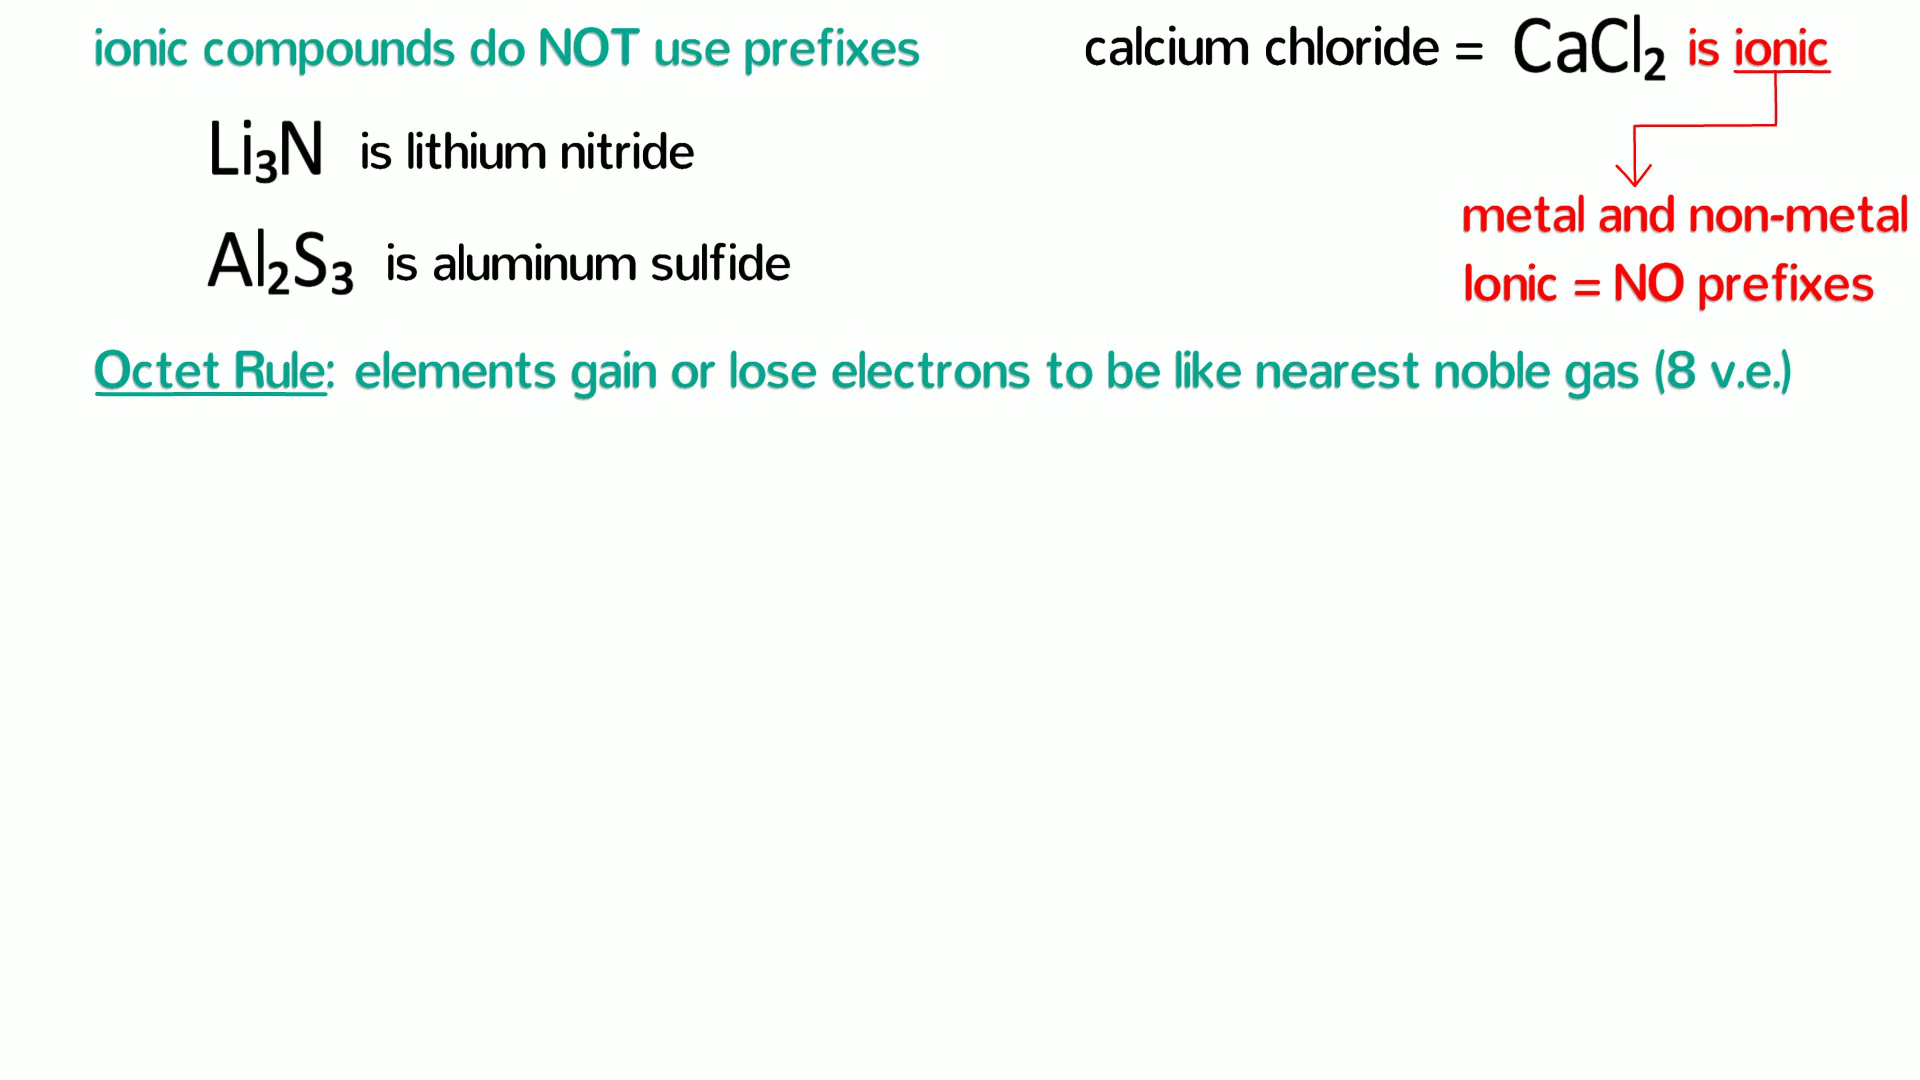 ionic compounds do NOT use prefixes
Li₃N is lithium nitride
Al₂S₃ is aluminum sulfide
calcium chloride = CaCl₂ is ionic
metal and non-metal
Ionic = NO prefixes
Octet Rule: elements gain or lose electrons to be like nearest noble gas (8 v.e.)